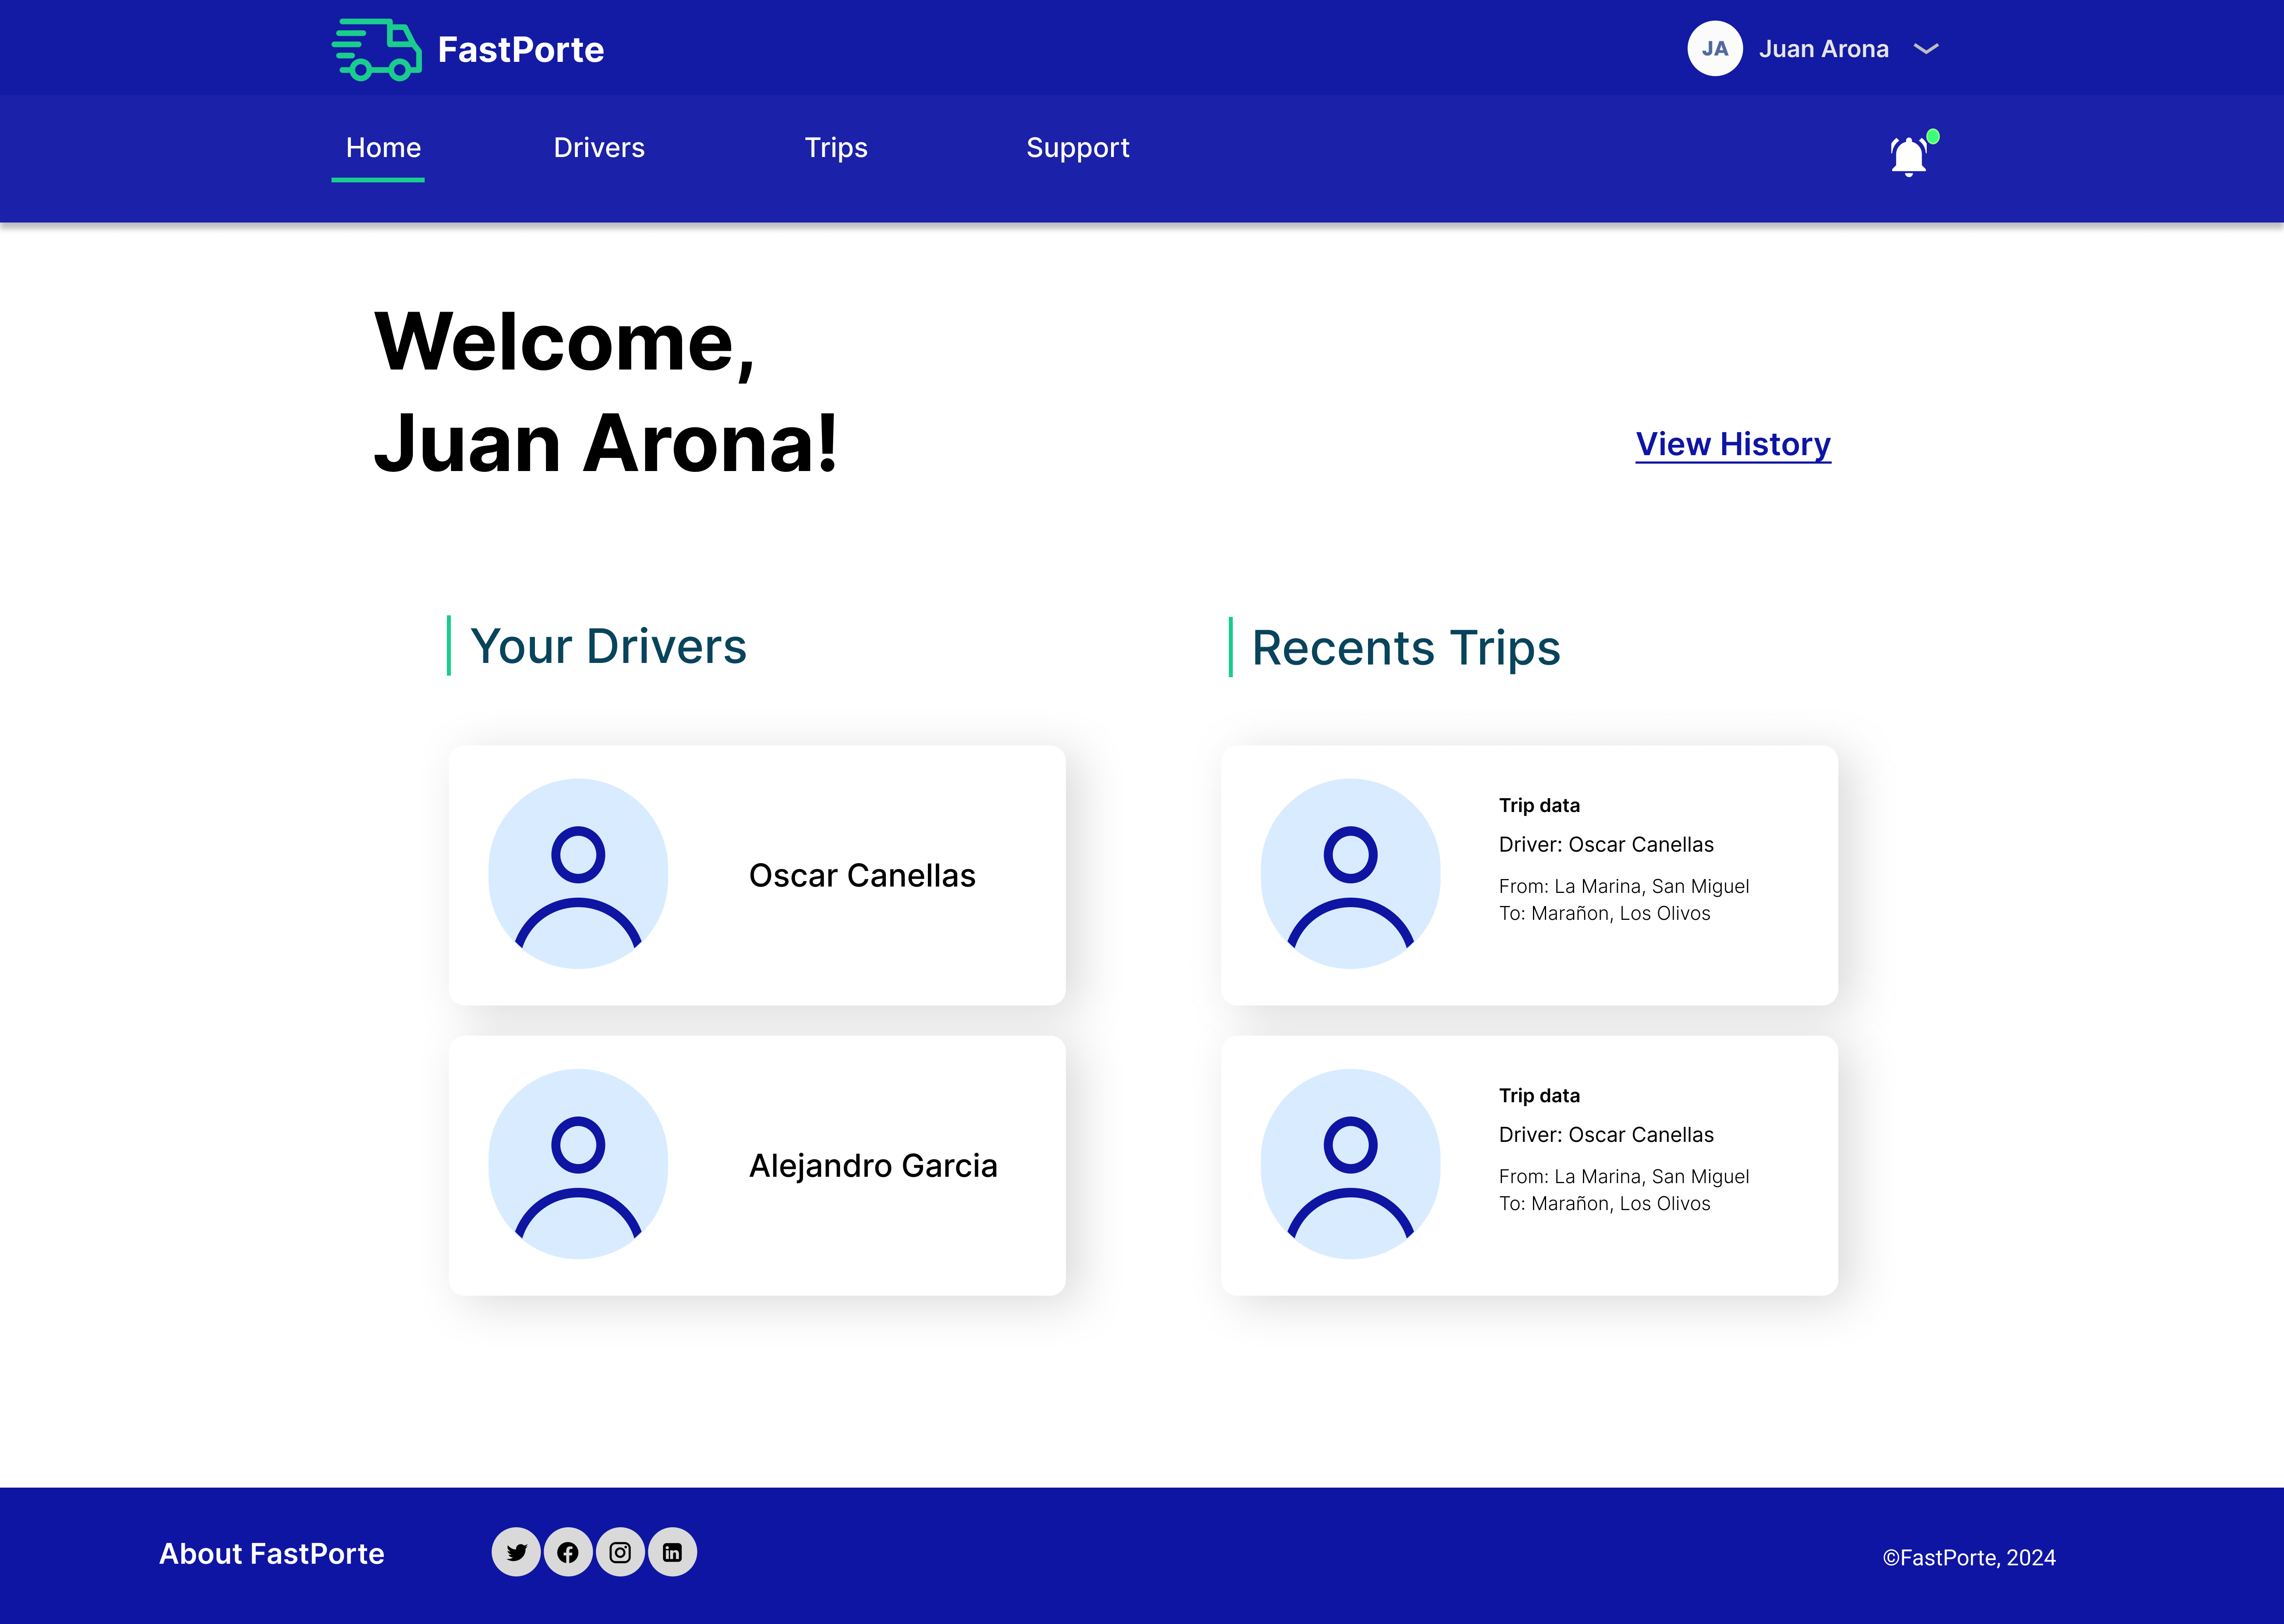 FastPorte
JA Juan Arona
Home Drivers Trips Support
Welcome,
Juan Arona!
View History
Your Drivers
Oscar Canellas
Alejandro Garcia
Recents Trips
Trip data
Driver: Oscar Canellas
From: La Marina, San Miguel
To: Marañon, Los Olivos
Trip data
Driver: Oscar Canellas
From: La Marina, San Miguel
To: Marañon, Los Olivos
About FastPorte
©FastPorte, 2024